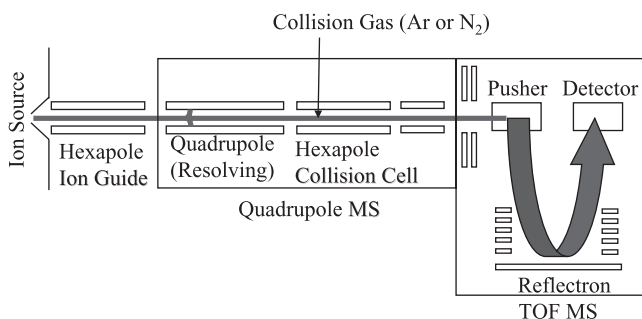 Collision Gas (Ar or N₂)
Ion Source
Pusher
Detector
Hexapole
Ion Guide
Quadrupole
(Resolving)
Hexapole
Collision Cell
Quadrupole MS
Reflectron
TOF MS